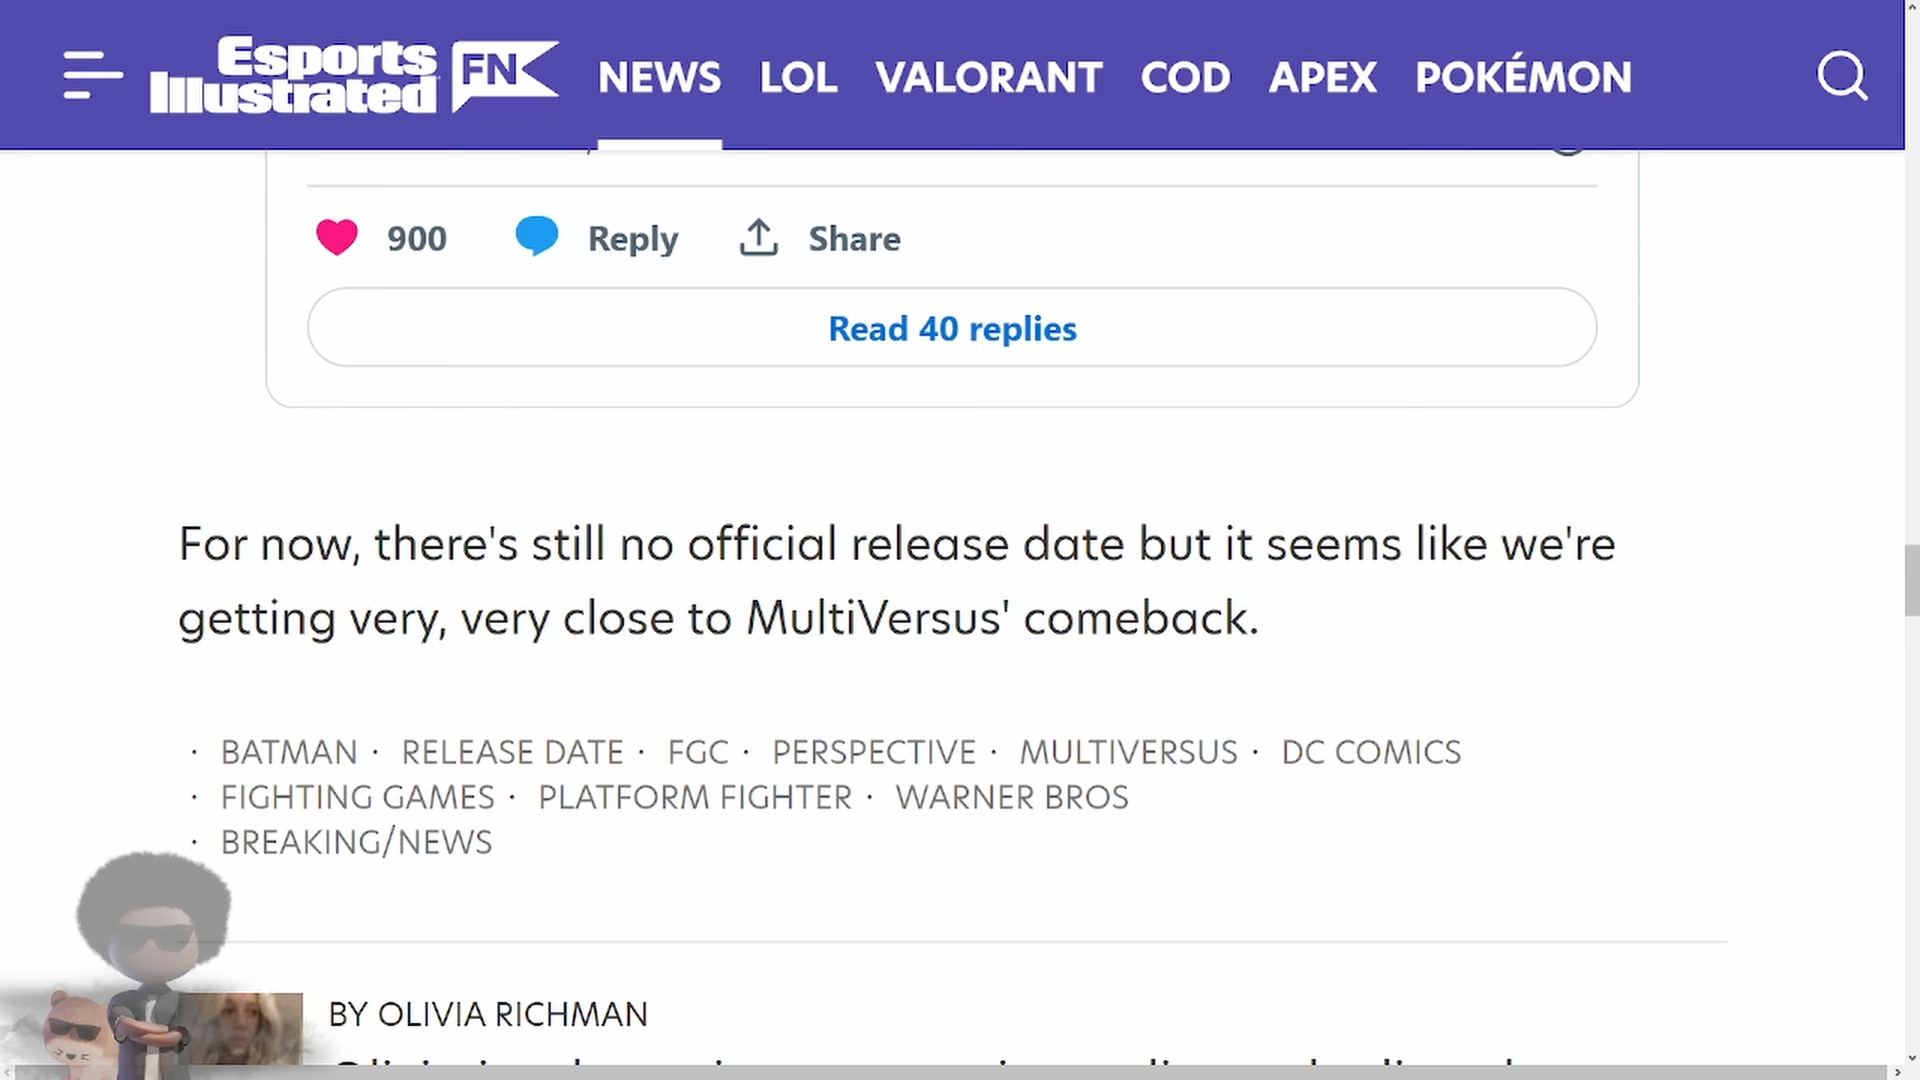 Esports
Illustrated
FN
NEWS LOL VALORANT COD APEX POKÉMON
900 Reply Share
Read 40 replies
For now, there's still no official release date but it seems like we're
getting very, very close to MultiVersus' comeback.
· BATMAN · RELEASE DATE · FGC · PERSPECTIVE · MULTIVERSUS · DC COMICS
· FIGHTING GAMES · PLATFORM FIGHTER · WARNER BROS
· BREAKING/NEWS
BY OLIVIA RICHMAN